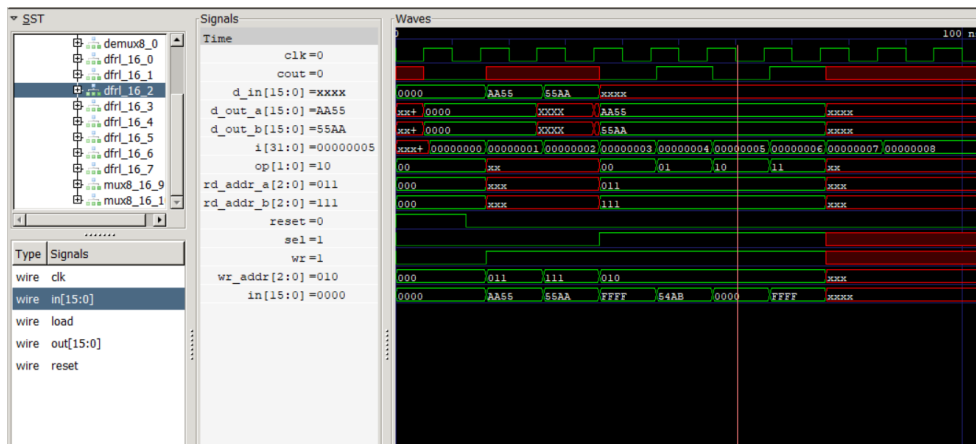 SST
demux8_0
dfrl_16_0
dfrl_16_1
dfrl_16_2
dfrl_16_3
dfrl_16_4
dfrl_16_5
dfrl_16_6
dfrl_16_7
mux8_16_9
mux8_16_1
Type Signals
wire clk
wire in[15:0]
wire load
wire out[15:0]
wire reset
Signals
Time
clk=0
cout=0
d_in[15:0]=xxxx
d_out_a[15:0]=AA55
d_out_b[15:0]=55AA
i[31:0]=00000005
op[1:0]=10
rd_addr_a[2:0]=011
rd_addr_b[2:0]=111
reset=0
sel=1
wr=1
wr_addr[2:0]=010
in[15:0]=0000
Waves
100 n
0000 AA55 55AA xxxx
xx+ 0000 XXXX AA55 xxxx
xx+ 0000 XXXX 55AA xxxx
xxx+ 00000000 00000001 00000002 00000003 00000004 00000005 00000006 00000007 00000008
00 xx 00 01 10 11 xx
000 xxx 011 xxx
000 xxx 111 xxx
000 011 111 010 xxx
0000 AA55 55AA FFFF 54AB 0000 FFFF xxxx